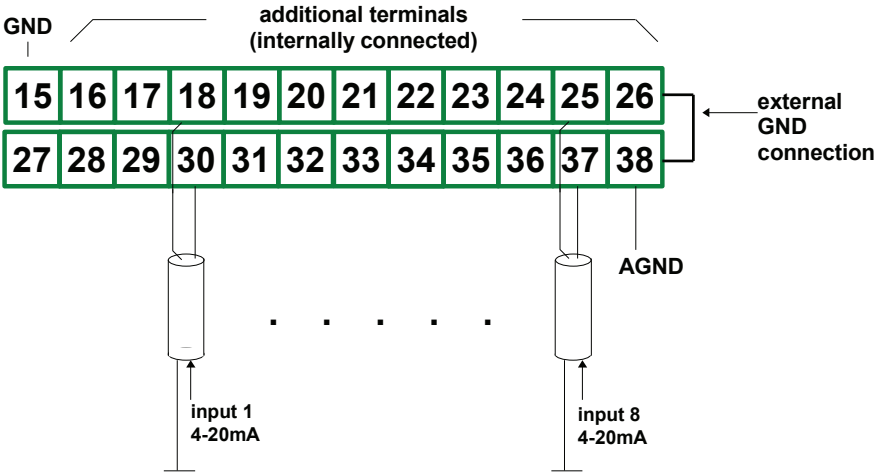 GND
additional terminals
(internally connected)
15 16 17 18 19 20 21 22 23 24 25 26
27 28 29 30 31 32 33 34 35 36 37 38
external
GND
connection
AGND
. . . . .
input 1
4-20mA
input 8
4-20mA